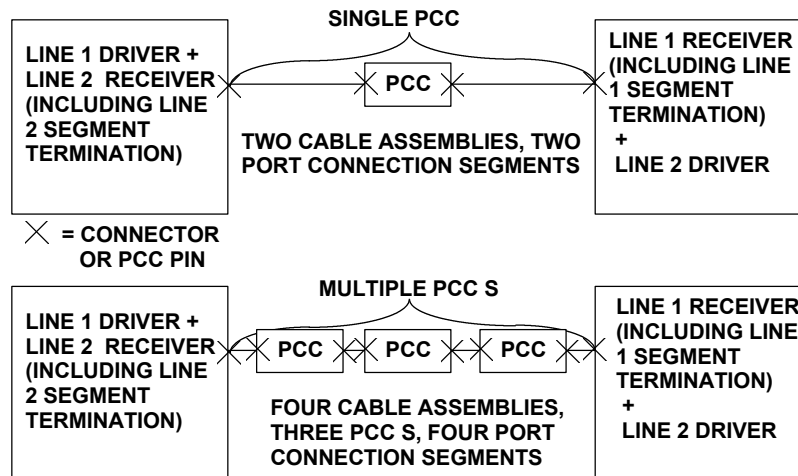 SINGLE PCC
LINE 1 DRIVER +
LINE 2 RECEIVER
(INCLUDING LINE
2 SEGMENT
TERMINATION)
PCC
LINE 1 RECEIVER
(INCLUDING LINE
1 SEGMENT
TERMINATION)
+
LINE 2 DRIVER
TWO CABLE ASSEMBLIES, TWO
PORT CONNECTION SEGMENTS
= CONNECTOR
OR PCC PIN
MULTIPLE PCC S
LINE 1 DRIVER +
LINE 2 RECEIVER
(INCLUDING LINE
2 SEGMENT
TERMINATION)
PCC PCC PCC
LINE 1 RECEIVER
(INCLUDING LINE
1 SEGMENT
TERMINATION)
+
LINE 2 DRIVER
FOUR CABLE ASSEMBLIES,
THREE PCC S, FOUR PORT
CONNECTION SEGMENTS